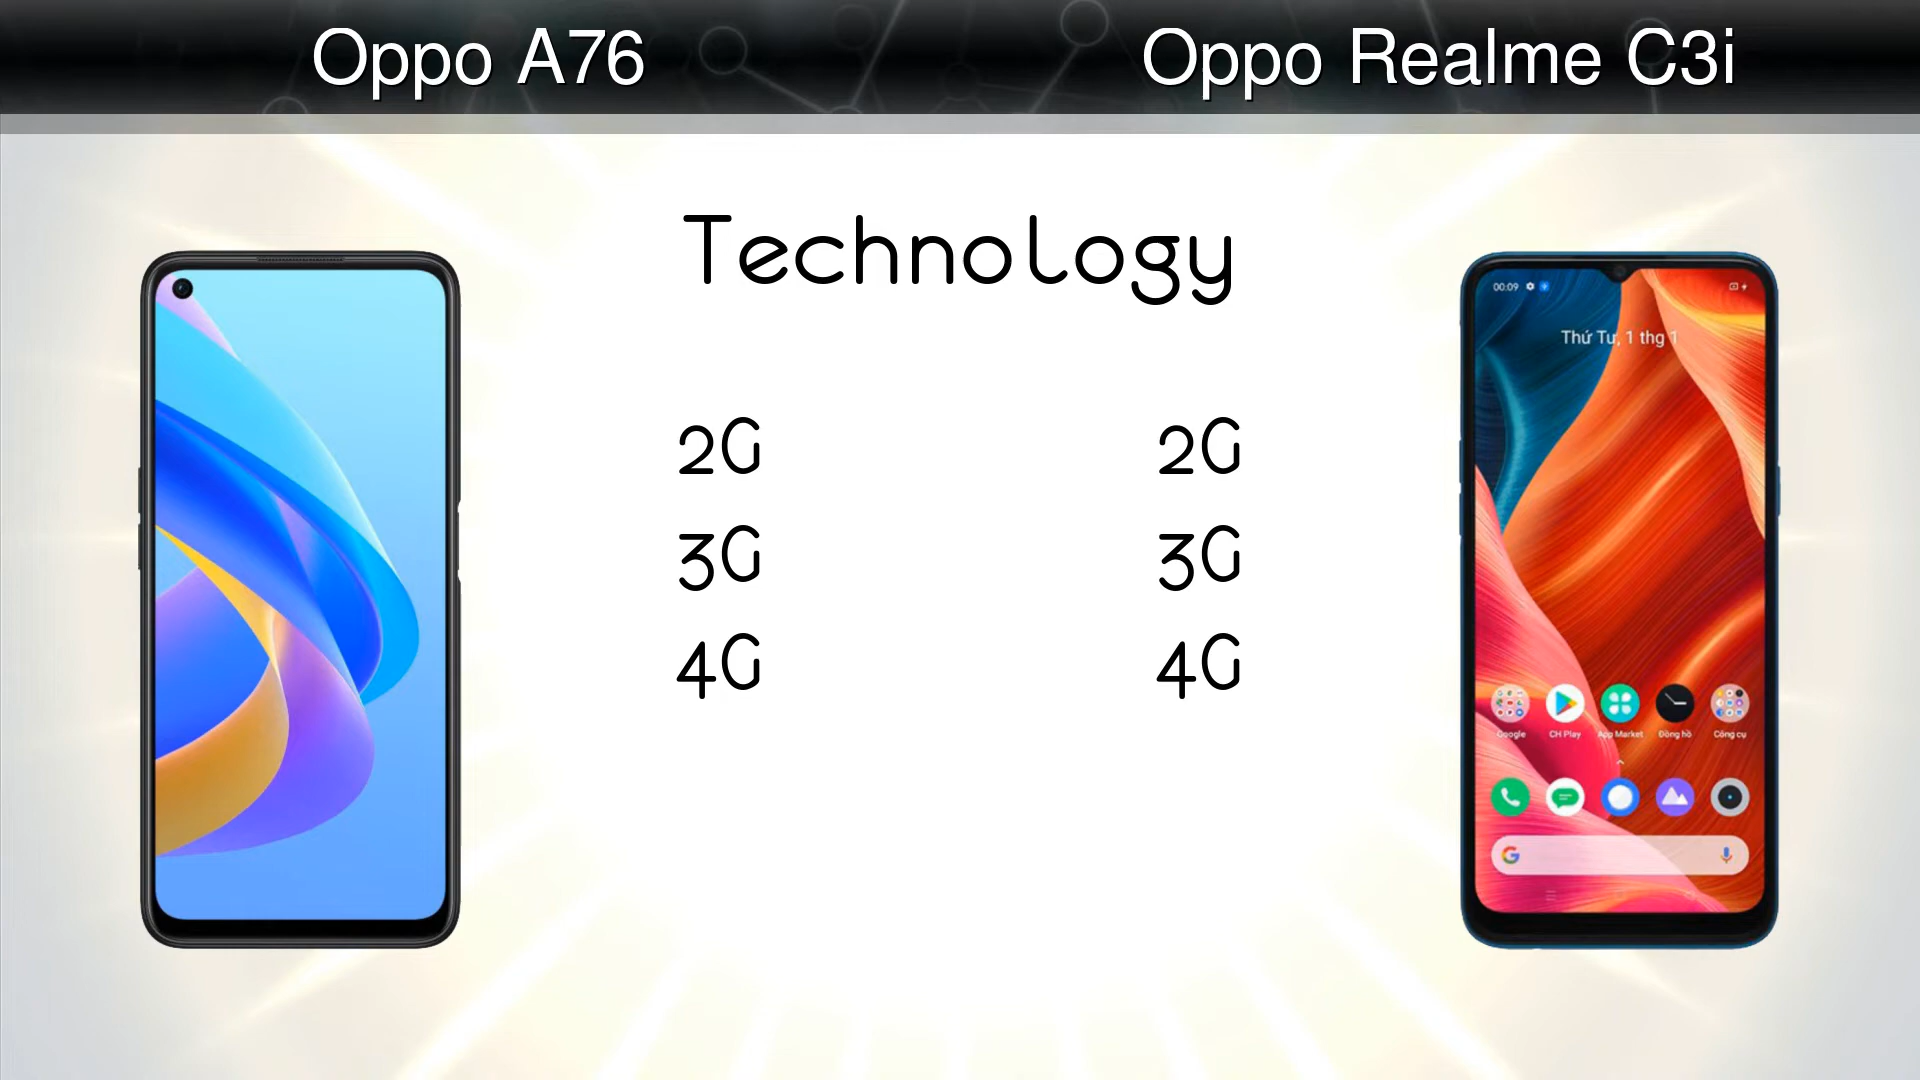 Oppo A76
Oppo Realme C3i
Technology
2G
2G
3G
3G
4G
4G
00:09
Thứ Tư, 1 thg 1
Google
CH Play
App Market
Đồng hồ
Công cụ
G